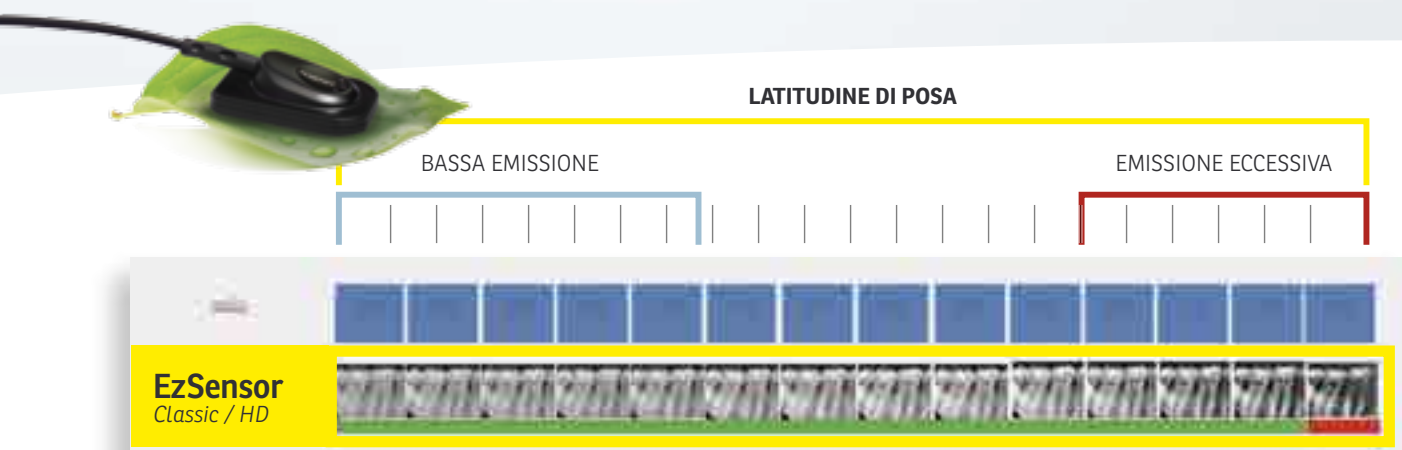 LATITUDINE DI POSA
BASSA EMISSIONE
EMISSIONE ECCESSIVA
EzSensor
Classic / HD